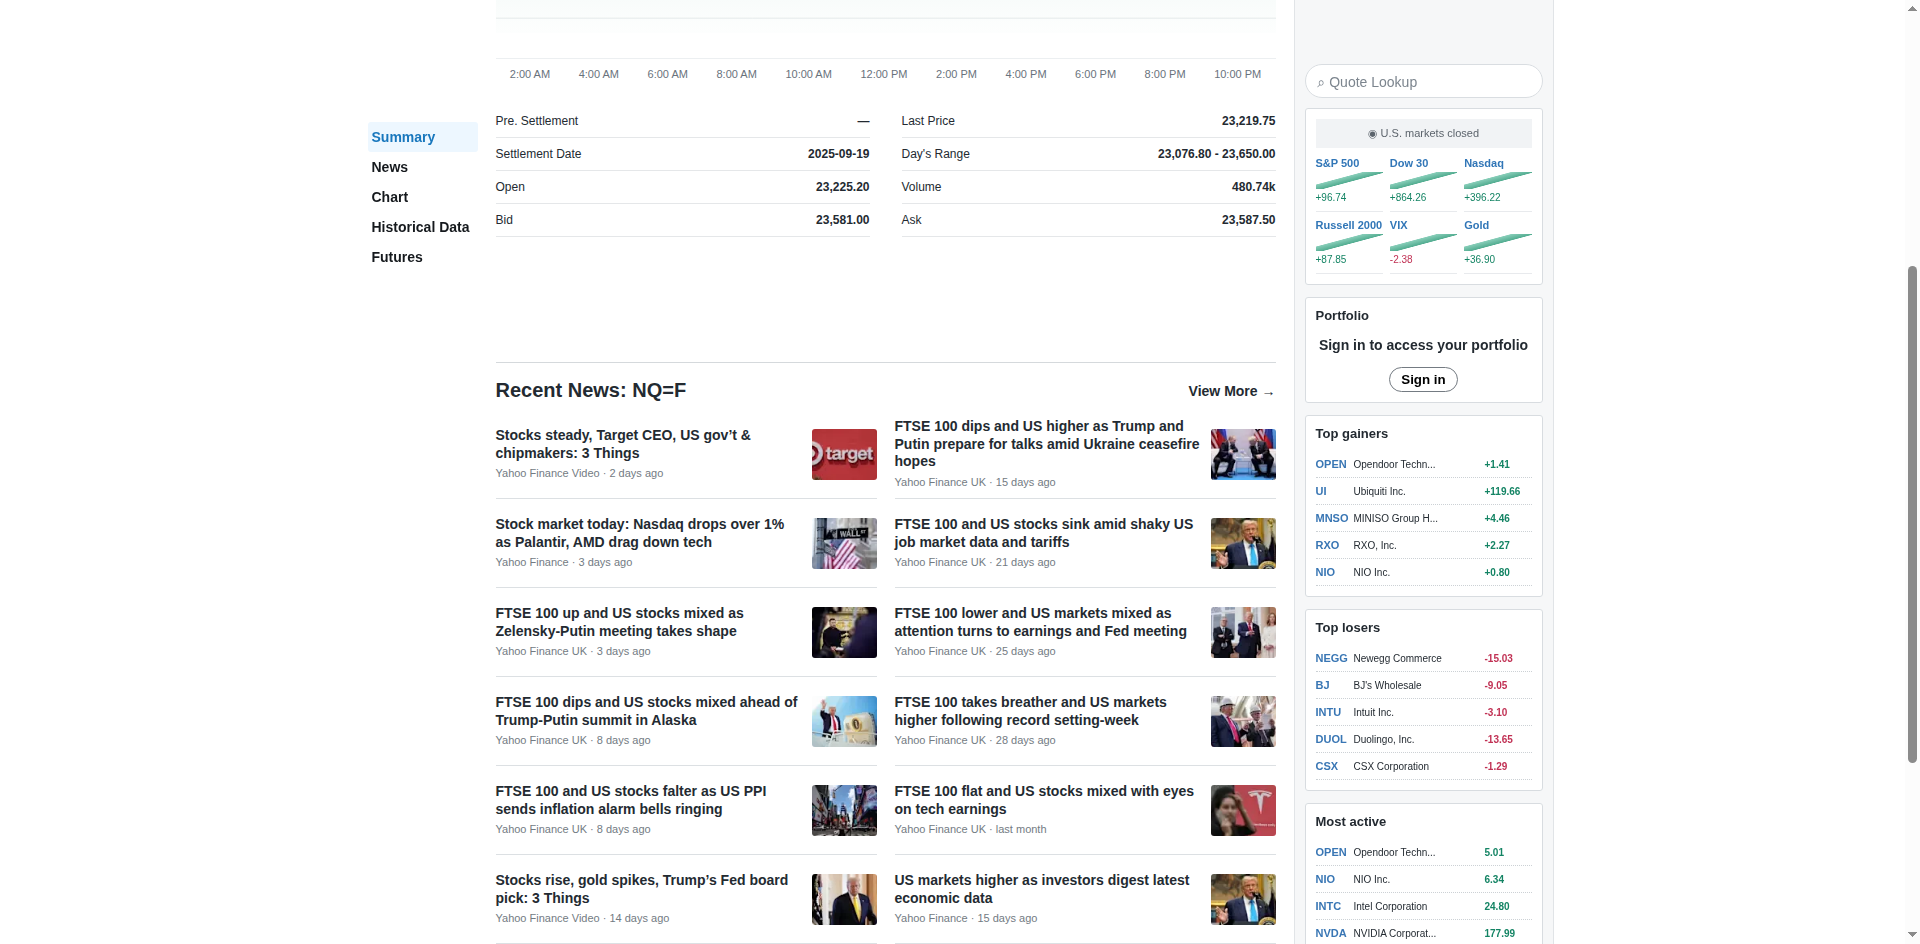 2:00 AM 4:00 AM 6:00 AM 8:00 AM 10:00 AM 12:00 PM 2:00 PM 4:00 PM 6:00 PM 8:00 PM 10:00 PM
Summary
News
Chart
Historical Data
Futures
Pre. Settlement —
Settlement Date 2025-09-19
Open 23,225.20
Bid 23,581.00
Last Price 23,219.75
Day's Range 23,076.80 - 23,650.00
Volume 480.74k
Ask 23,587.50
Recent News: NQ=F
View More →
Stocks steady, Target CEO, US gov’t &
chipmakers: 3 Things
Yahoo Finance Video · 2 days ago
target
FTSE 100 dips and US higher as Trump and
Putin prepare for talks amid Ukraine ceasefire
hopes
Yahoo Finance UK · 15 days ago
Stock market today: Nasdaq drops over 1%
as Palantir, AMD drag down tech
Yahoo Finance · 3 days ago
WALL ST
FTSE 100 and US stocks sink amid shaky US
job market data and tariffs
Yahoo Finance UK · 21 days ago
FTSE 100 up and US stocks mixed as
Zelensky-Putin meeting takes shape
Yahoo Finance UK · 3 days ago
FTSE 100 lower and US markets mixed as
attention turns to earnings and Fed meeting
Yahoo Finance UK · 25 days ago
FTSE 100 dips and US stocks mixed ahead of
Trump-Putin summit in Alaska
Yahoo Finance UK · 8 days ago
FTSE 100 takes breather and US markets
higher following record setting-week
Yahoo Finance UK · 28 days ago
FTSE 100 and US stocks falter as US PPI
sends inflation alarm bells ringing
Yahoo Finance UK · 8 days ago
FTSE 100 flat and US stocks mixed with eyes
on tech earnings
Yahoo Finance UK · last month
Stocks rise, gold spikes, Trump’s Fed board
pick: 3 Things
Yahoo Finance Video · 14 days ago
US markets higher as investors digest latest
economic data
Yahoo Finance · 15 days ago
Quote Lookup
U.S. markets closed
S&P 500 Dow 30 Nasdaq
+96.74 +864.26 +396.22
Russell 2000 VIX Gold
+87.85 -2.38 +36.90
Portfolio
Sign in to access your portfolio
Sign in
Top gainers
OPEN Opendoor Techn... +1.41
UI Ubiquiti Inc. +119.66
MNSO MINISO Group H... +4.46
RXO RXO, Inc. +2.27
NIO NIO Inc. +0.80
Top losers
NEGG Newegg Commerce -15.03
BJ BJ's Wholesale -9.05
INTU Intuit Inc. -3.10
DUOL Duolingo, Inc. -13.65
CSX CSX Corporation -1.29
Most active
OPEN Opendoor Techn... 5.01
NIO NIO Inc. 6.34
INTC Intel Corporation 24.80
NVDA NVIDIA Corporat... 177.99